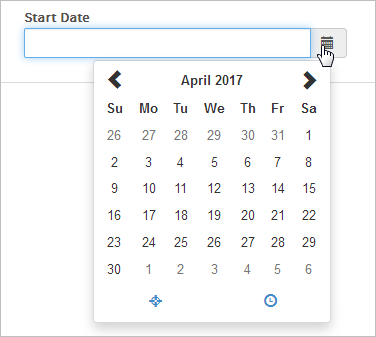 Start Date
April 2017
Su Mo Tu We Th Fr Sa
26 27 28 29 30 31 1
2 3 4 5 6 7 8
9 10 11 12 13 14 15
16 17 18 19 20 21 22
23 24 25 26 27 28 29
30 1 2 3 4 5 6